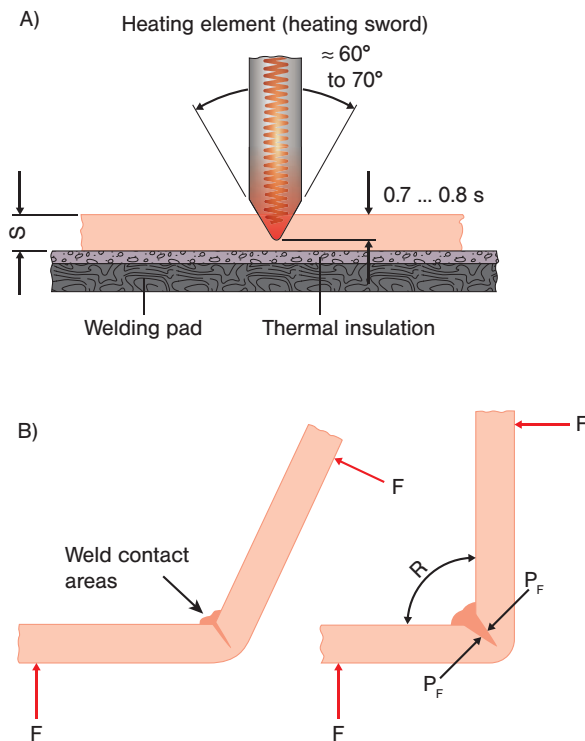 A)
Heating element (heating sword)
≈ 60°
to 70°
0.7 ... 0.8 s
S
Welding pad
Thermal insulation
B)
F
F
Weld contact
areas
R
P_F
P_F
F
F